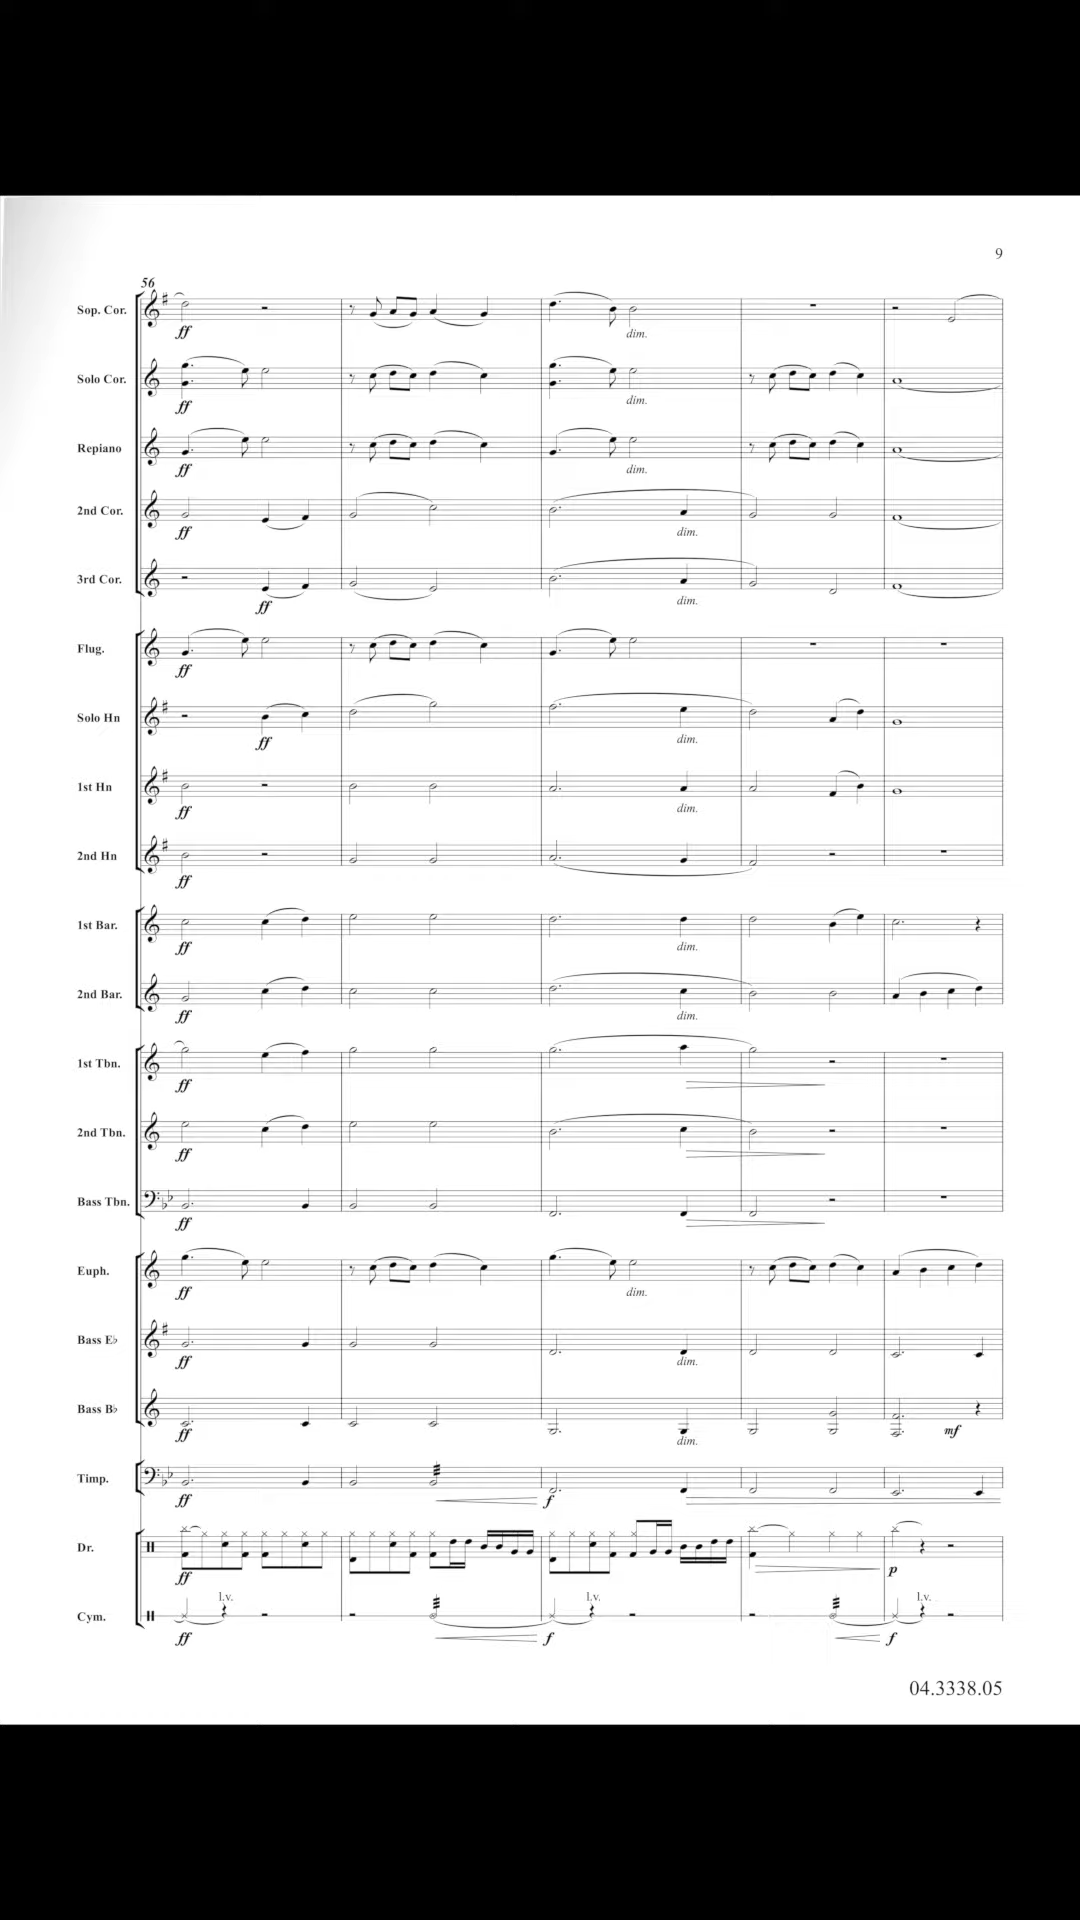 9
56
Sop. Cor.
ff
dim.
Solo Cor.
ff
dim.
Repiano
ff
dim.
2nd Cor.
ff
dim.
3rd Cor.
ff
dim.
Flug.
ff
Solo Hn
ff
dim.
1st Hn
ff
dim.
2nd Hn
ff
1st Bar.
ff
dim.
2nd Bar.
ff
dim.
1st Tbn.
ff
2nd Tbn.
ff
Bass Tbn.
ff
Euph.
ff
dim.
Bass E♭
ff
dim.
Bass B♭
ff
dim.
mf
Timp.
ff
f
Dr.
ff
p
l.v. l.v. l.v.
Cym.
ff
f
f
04.3338.05